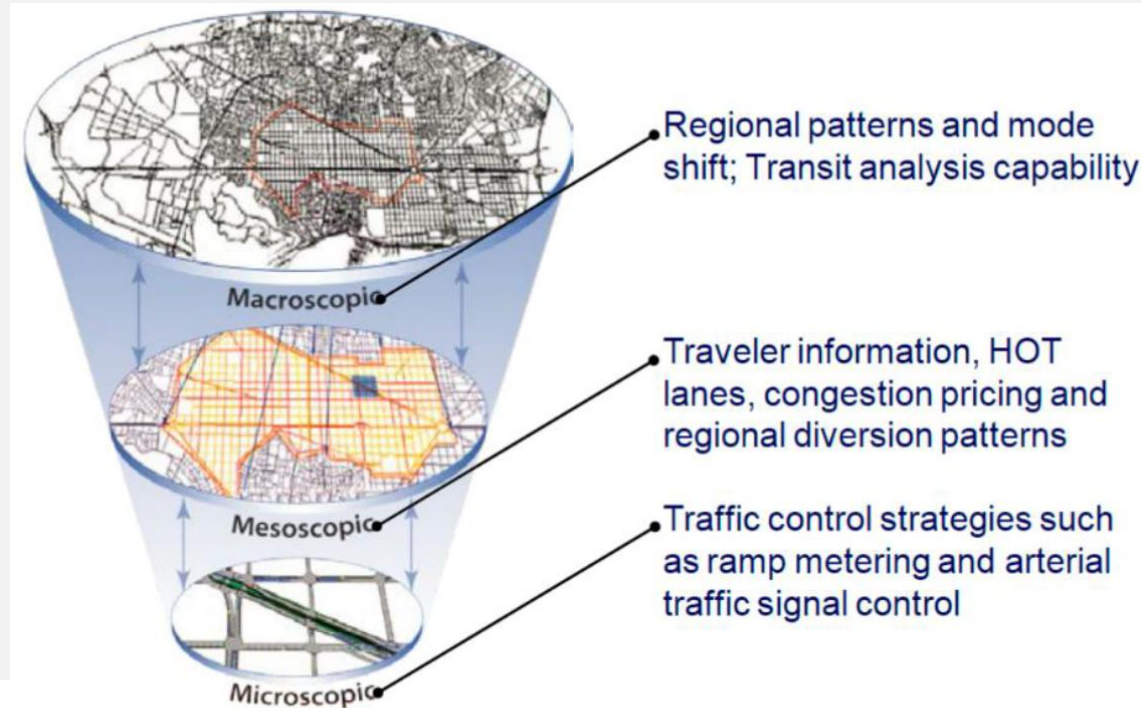 Regional patterns and mode
shift; Transit analysis capability
Macroscopic
Traveler information, HOT
lanes, congestion pricing and
regional diversion patterns
Mesoscopic
Traffic control strategies such
as ramp metering and arterial
traffic signal control
Microscopic